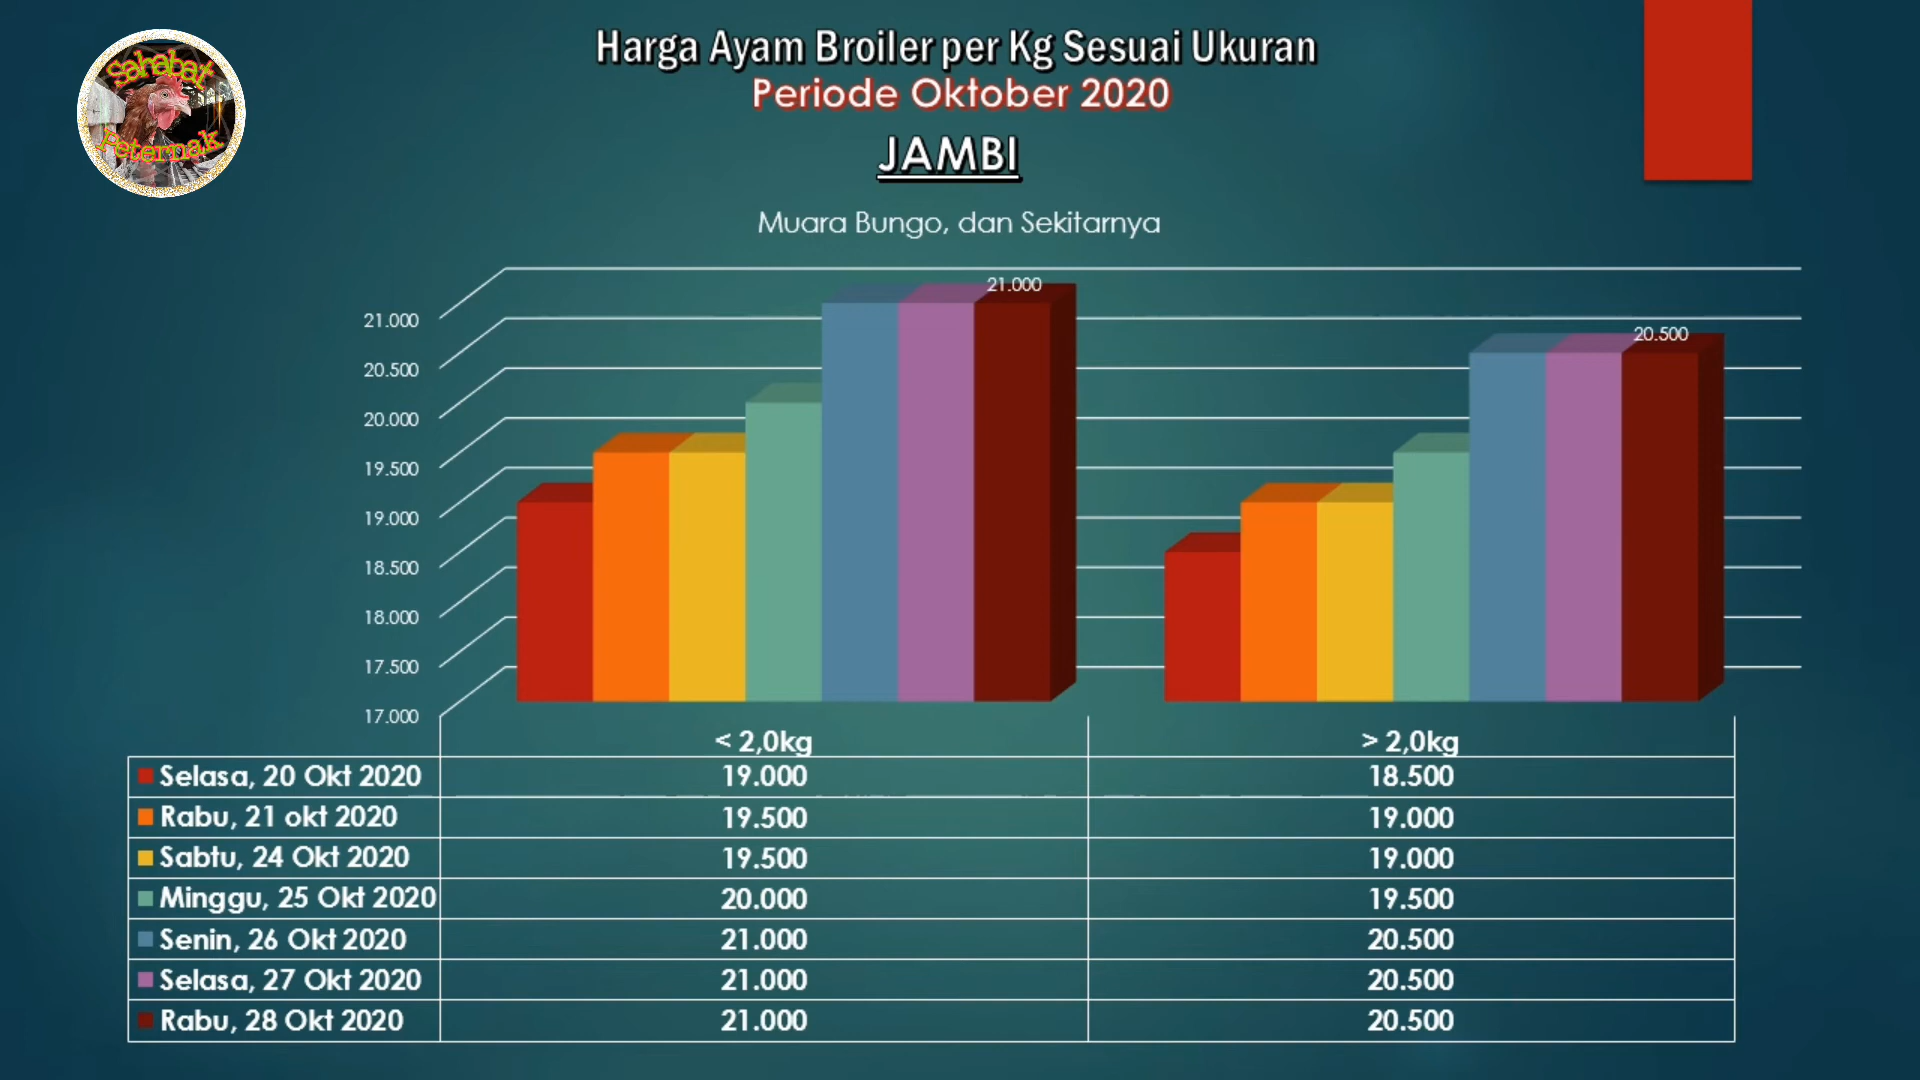 Sahabat
Peternak
Harga Ayam Broiler per Kg Sesuai Ukuran
Periode Oktober 2020
JAMBI
Muara Bungo, dan Sekitarnya
21.000
20.500
20.000
19.500
19.000
18.500
18.000
17.500
17.000
21.000
20.500
< 2,0kg > 2,0kg
Selasa, 20 Okt 2020 19.000 18.500
Rabu, 21 okt 2020 19.500 19.000
Sabtu, 24 Okt 2020 19.500 19.000
Minggu, 25 Okt 2020 20.000 19.500
Senin, 26 Okt 2020 21.000 20.500
Selasa, 27 Okt 2020 21.000 20.500
Rabu, 28 Okt 2020 21.000 20.500